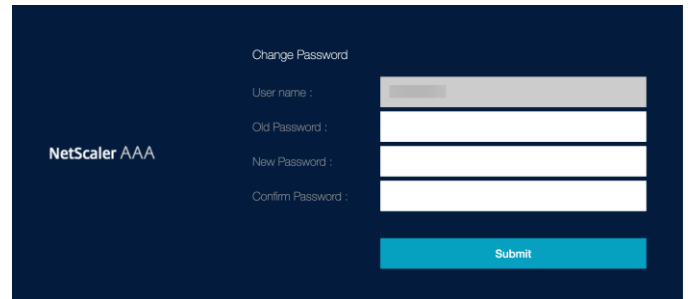 Change Password
User name :
Old Password :
NetScaler AAA
New Password :
Confirm Password :
Submit